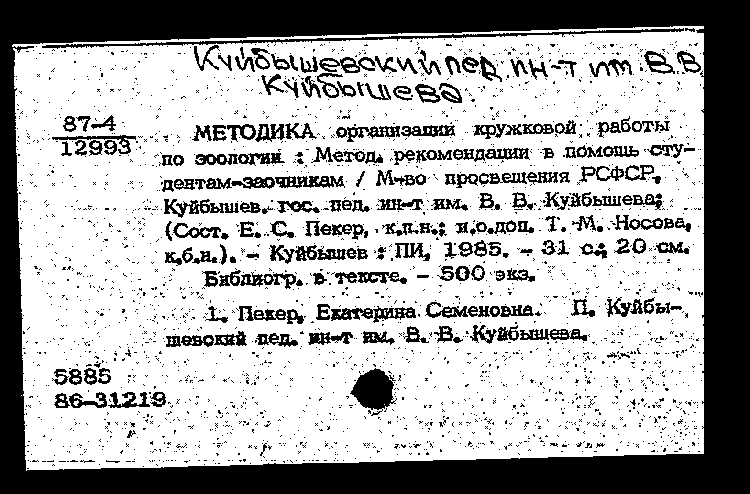 Куйбышевский пед. ин-т им. В. В.
Куйбышева.
87-4
12993
МЕТОДИКА организации кружковой работы
по зоологии : Метод. рекомендации в помощь сту-
дентам-заочникам / М-во просвещения РСФСР,
Куйбышев. гос. пед. ин-т им. В. В. Куйбышева;
(Сост. Е. С. Пекер, к.п.н.; и.о.доц. Т. М. Носова,
к.б.н.). - Куйбышев : ПИ, 1985. - 31 с.; 20 см.
Библиогр. в тексте. - 500 экз.
1. Пекер, Екатерина Семеновна. П. Куйбы-
шевский пед. ин-т им. В. В. Куйбышева.
5885
86-31219